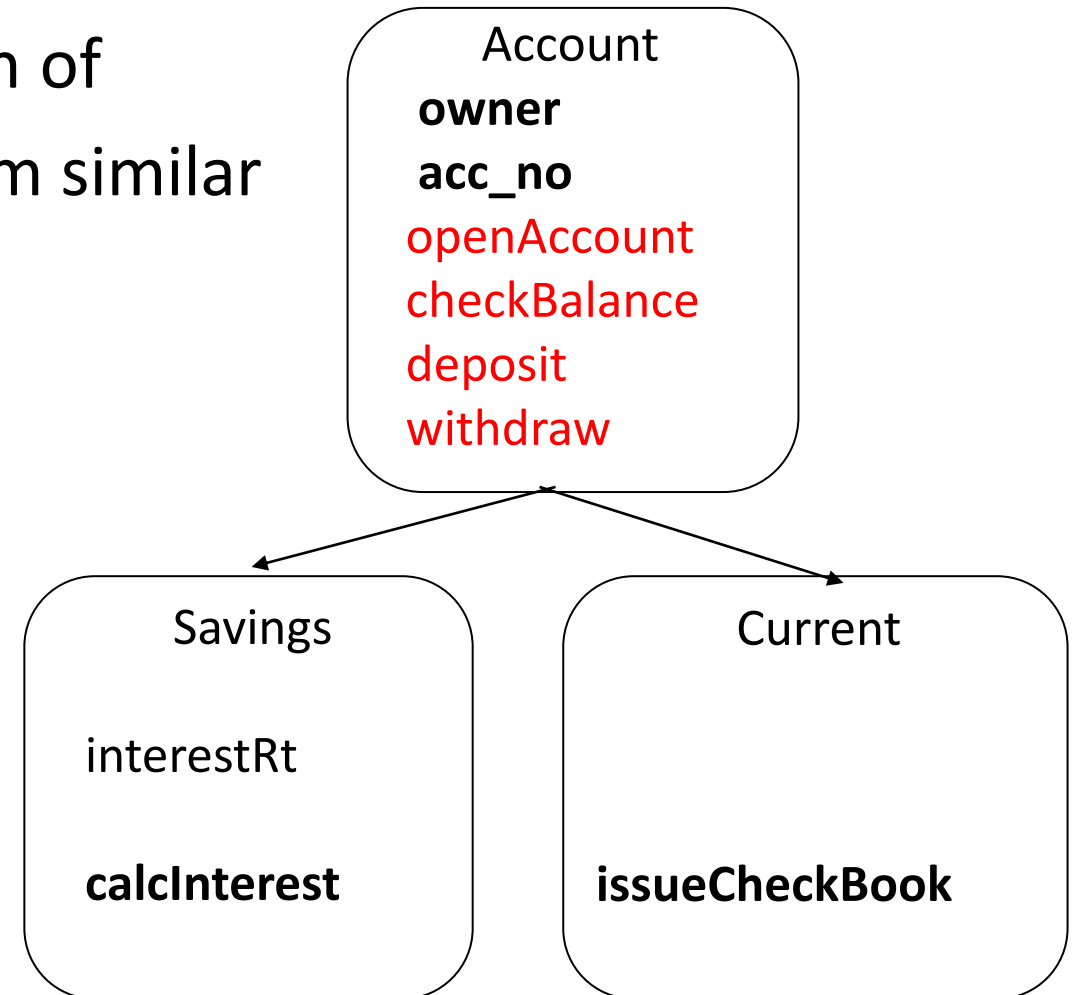 of
similar
Account
owner
acc_no
openAccount
checkBalance
deposit
withdraw
Savings
interestRt
calcInterest
Current
issueCheckBook